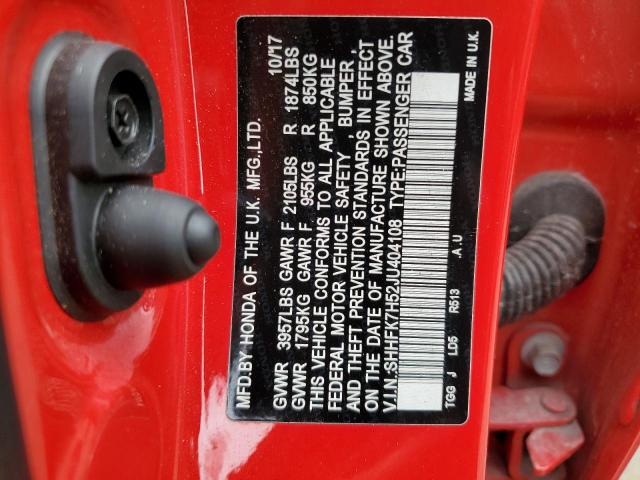 MFD.BY HONDA OF THE U.K. MFG.,LTD. 10/17
GVWR 3957LBS GAWR F 2105LBS R 1874LBS
GVWR 1795KG GAWR F. 955KG R 850KG
THIS VEHICLE CONFORMS TO ALL APPLICABLE
FEDERAL MOTOR VEHICLE SAFETY , BUMPER,
AND THEFT PREVENTION STANDARDS IN EFFECT
ON THE DATE OF MANUFACTURE SHOWN ABOVE.
V.I.N.:SHHFK7H52JU404108 TYPE:PASSENGER CAR
TGG J LD5 R513 .A.U MADE IN U.K.